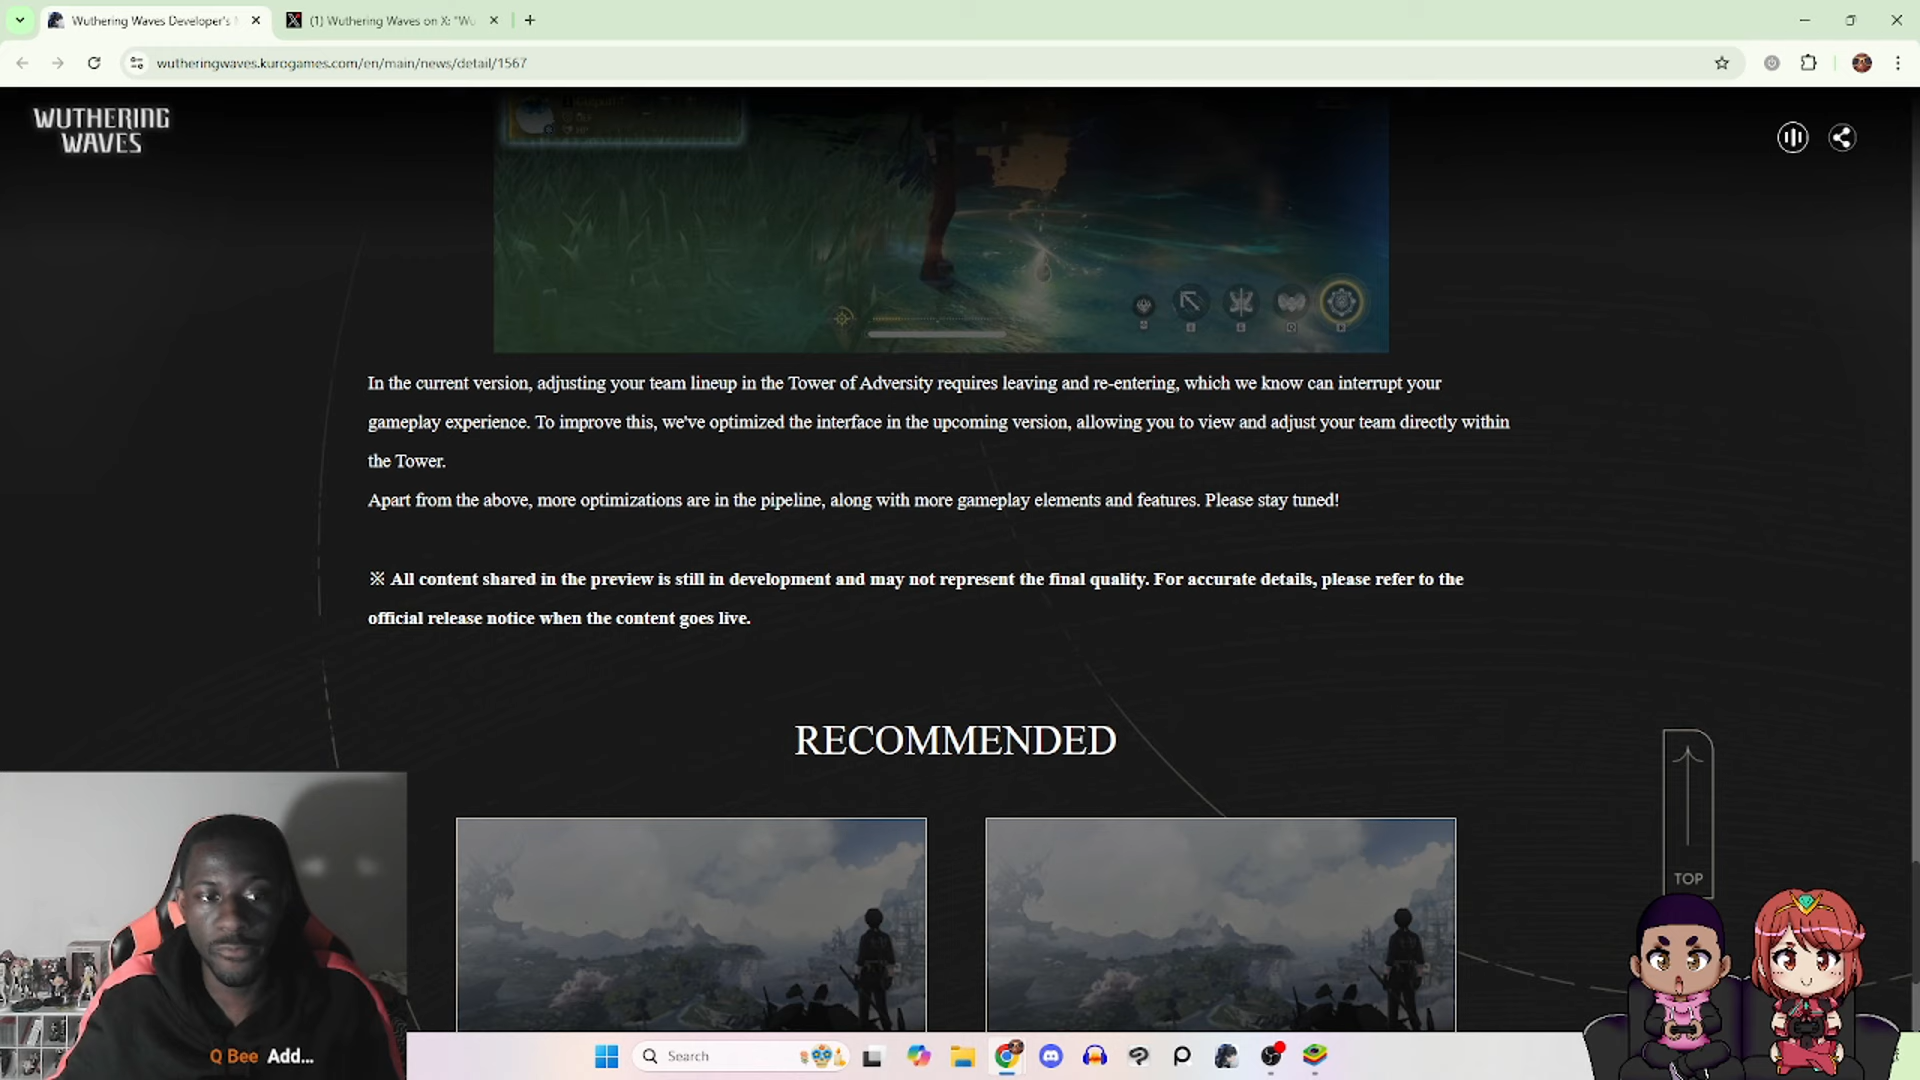 Wuthering Waves Developer's
(1) Wuthering Waves on X: "Wu
wutheringwaves.kurogames.com/en/main/news/detail/1567
WUTHERING
WAVES
In the current version, adjusting your team lineup in the Tower of Adversity requires leaving and re-entering, which we know can interrupt your
gameplay experience. To improve this, we've optimized the interface in the upcoming version, allowing you to view and adjust your team directly within
the Tower.
Apart from the above, more optimizations are in the pipeline, along with more gameplay elements and features. Please stay tuned!
※ All content shared in the preview is still in development and may not represent the final quality. For accurate details, please refer to the
official release notice when the content goes live.
RECOMMENDED
TOP
Q Bee Add...
Search